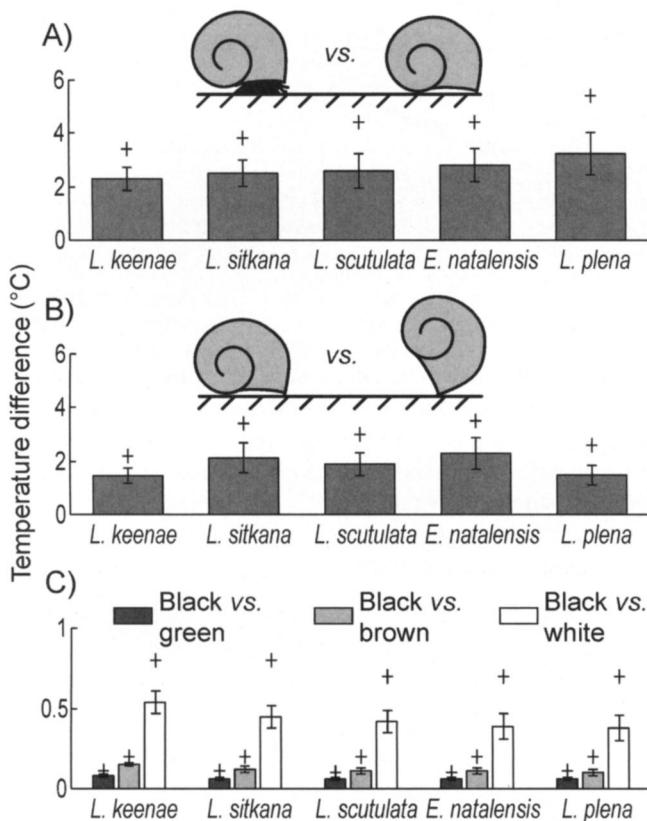 A)
vs.
6
4
2
0
L. keenae L. sitkana L. scutulata E. natalensis L. plena
Temperature difference (°C)
B)
vs.
6
4
2
0
L. keenae L. sitkana L. scutulata E. natalensis L. plena
C)
Black vs. green
Black vs. brown
Black vs. white
1
0.5
0
L. keenae L. sitkana L. scutulata E. natalensis L. plena